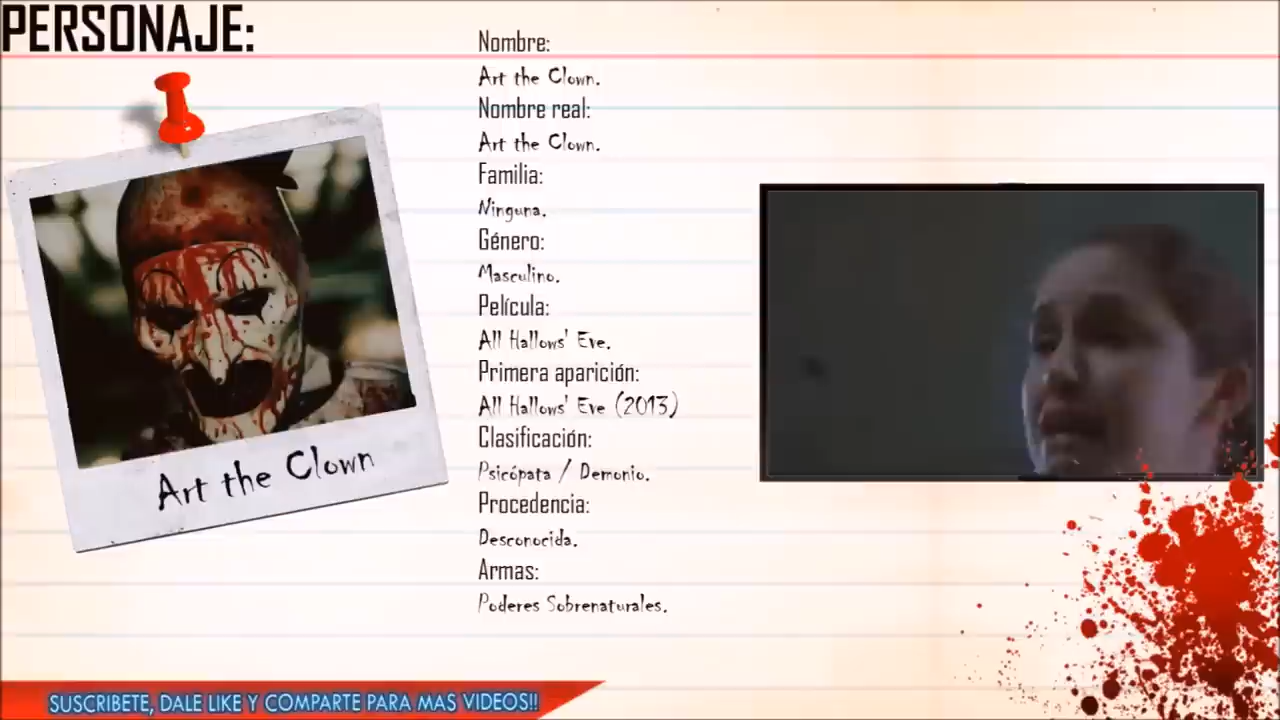 PERSONAJE:
Nombre:
Art the Clown.
Nombre real:
Art the Clown.
Familia:
Ninguna.
Género:
Masculino.
Película:
All Hallows' Eve.
Primera aparición:
All Hallows' Eve (2013)
Clasificación:
Psicópata / Demonio.
Procedencia:
Desconocida.
Armas:
Poderes Sobrenaturales.
Art the Clown
SUSCRIBETE, DALE LIKE Y COMPARTE PARA MAS VIDEOS!!